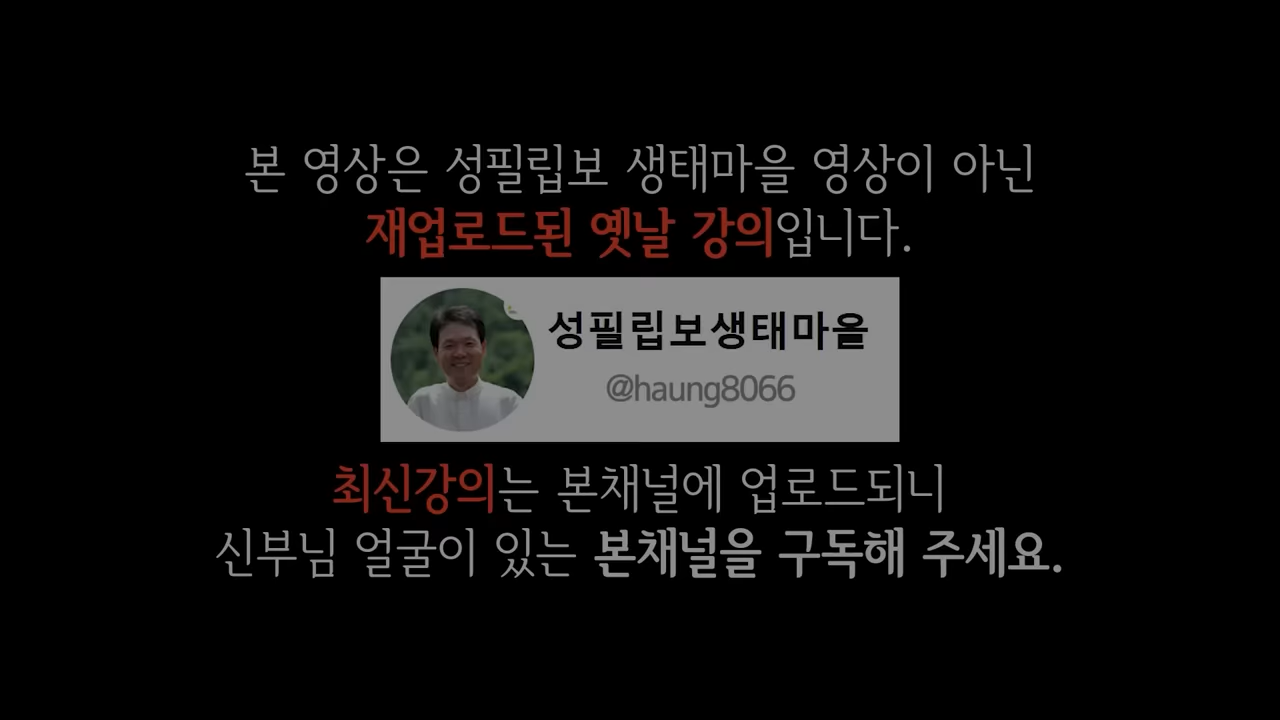 본 영상은 성필립보 생태마을 영상이 아닌
재업로드된 옛날 강의입니다.
성필립보생태마을
@haung8066
최신강의는 본채널에 업로드되니
신부님 얼굴이 있는 본채널을 구독해 주세요.